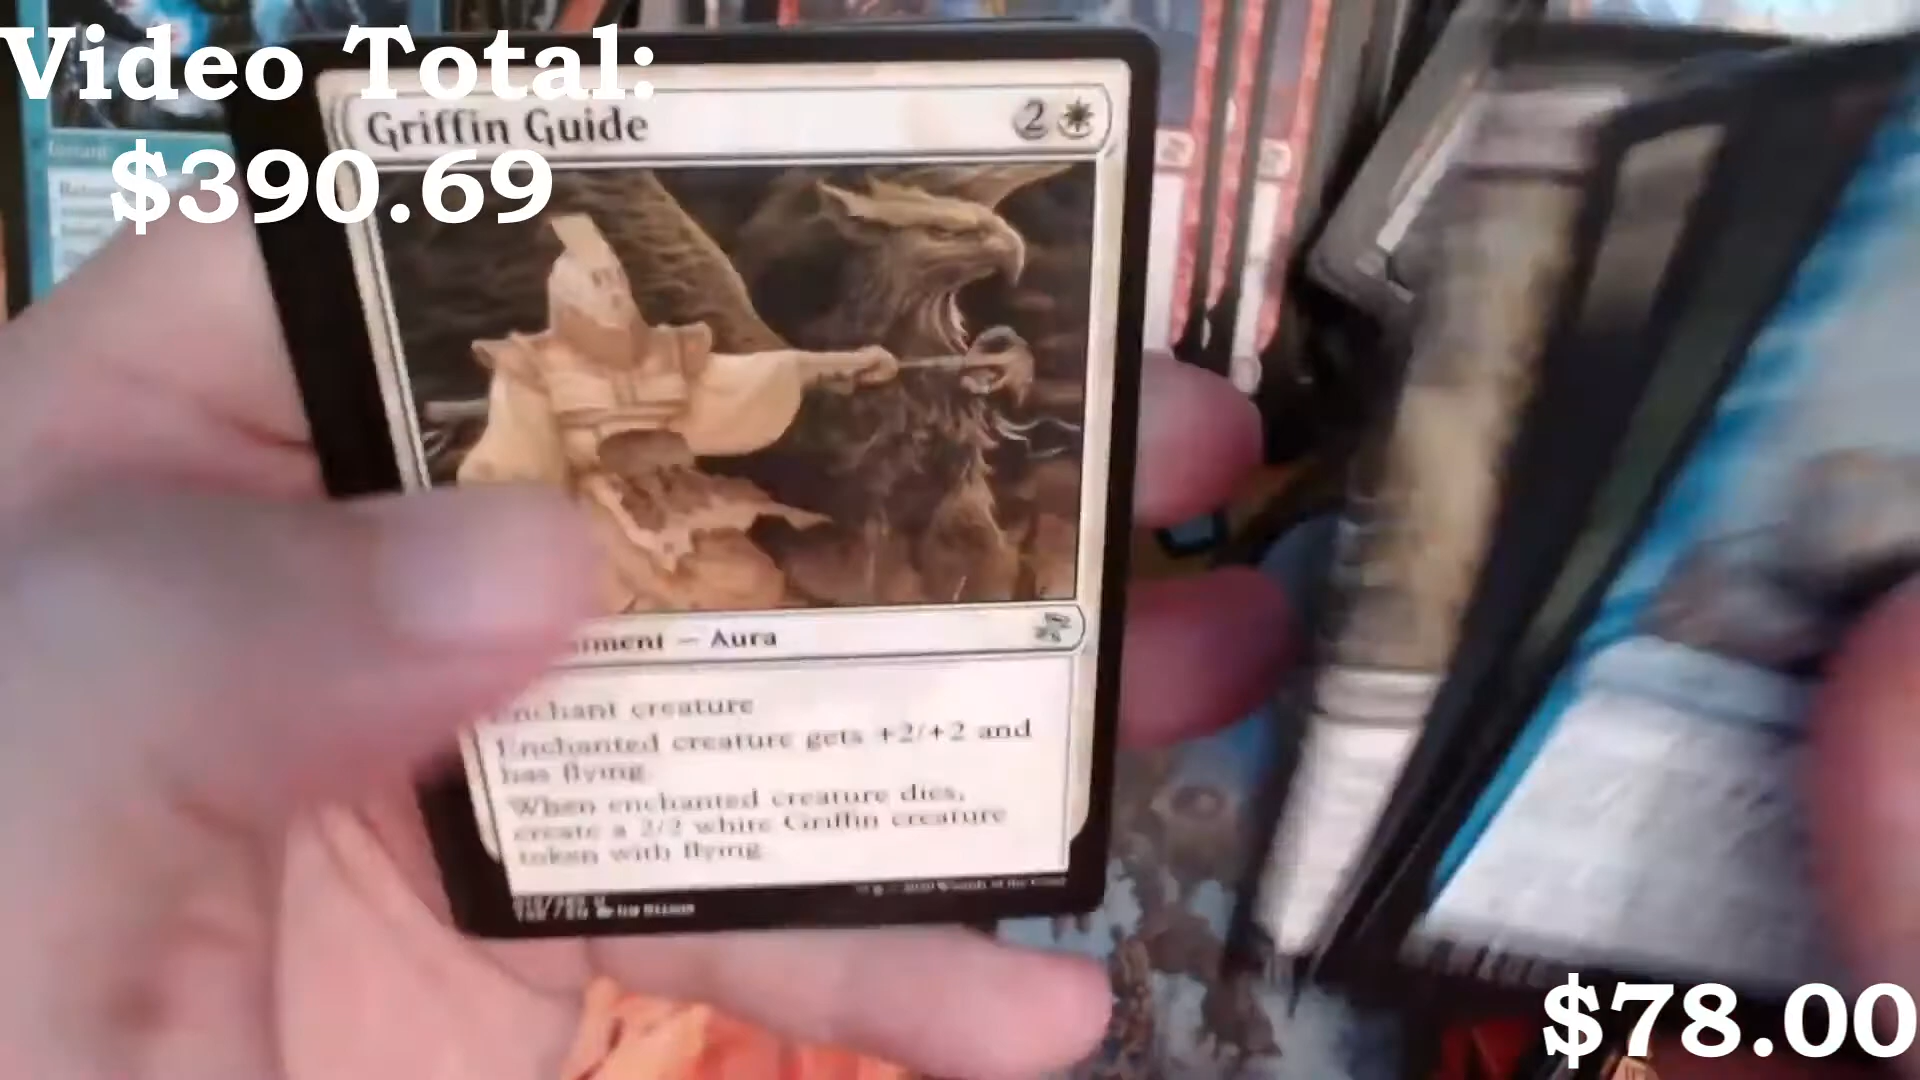 Video Total:
$390.69
Griffin Guide
2
— Aura
Enchant creature
Enchanted creature gets +2/+2 and
has flying.
When enchanted creature dies,
create a 2/2 white Griffin creature
token with flying.
$78.00